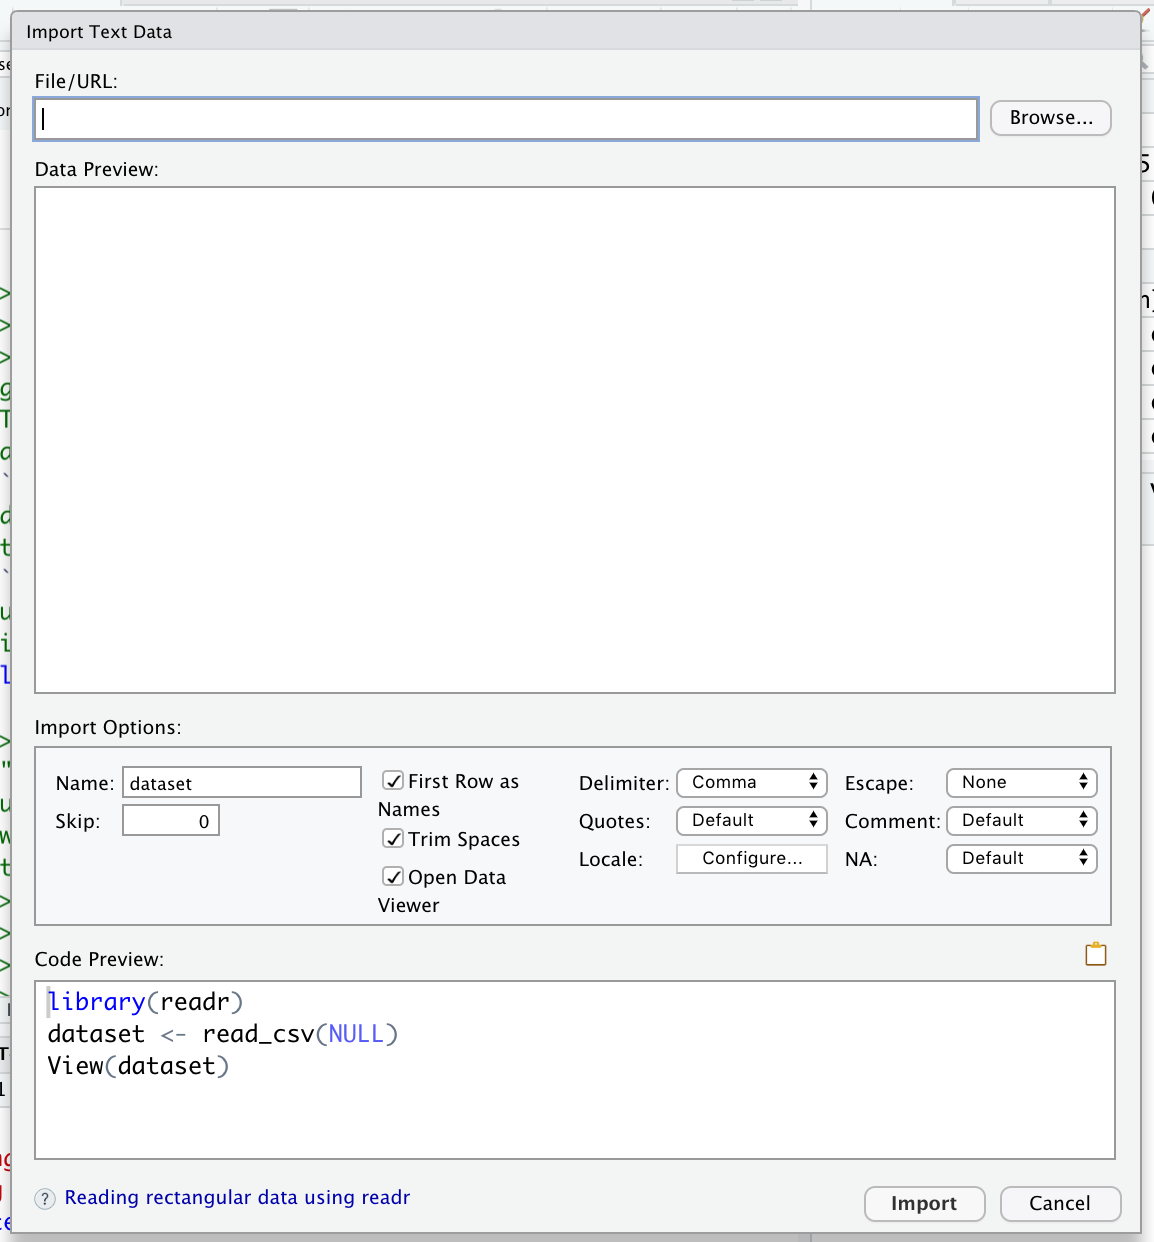 Import Text Data
File/URL:
Browse...
Data Preview:
Import Options:
Name: dataset
Skip: 0
First Row as
Names
Trim Spaces
Open Data
Viewer
Delimiter: Comma
Quotes: Default
Locale: Configure...
Escape: None
Comment: Default
NA: Default
Code Preview:
library(readr)
dataset <- read_csv(NULL)
View(dataset)
? Reading rectangular data using readr
Import
Cancel